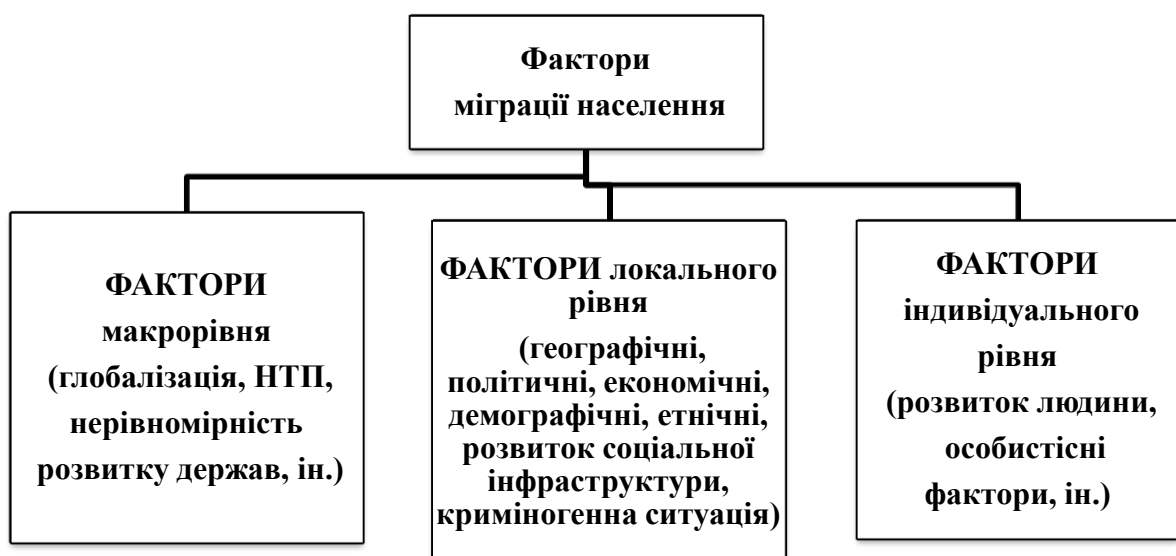 Фактори
міграції населення
ФАКТОРИ
макрорівня
(глобалізація, НТП,
нерівномірність
розвитку держав, ін.)
ФАКТОРИ локального
рівня
(географічні,
політичні, економічні,
демографічні, етнічні,
розвиток соціальної
інфраструктури,
криміногенна ситуація)
ФАКТОРИ
індивідуального
рівня
(розвиток людини,
особистісні
фактори, ін.)